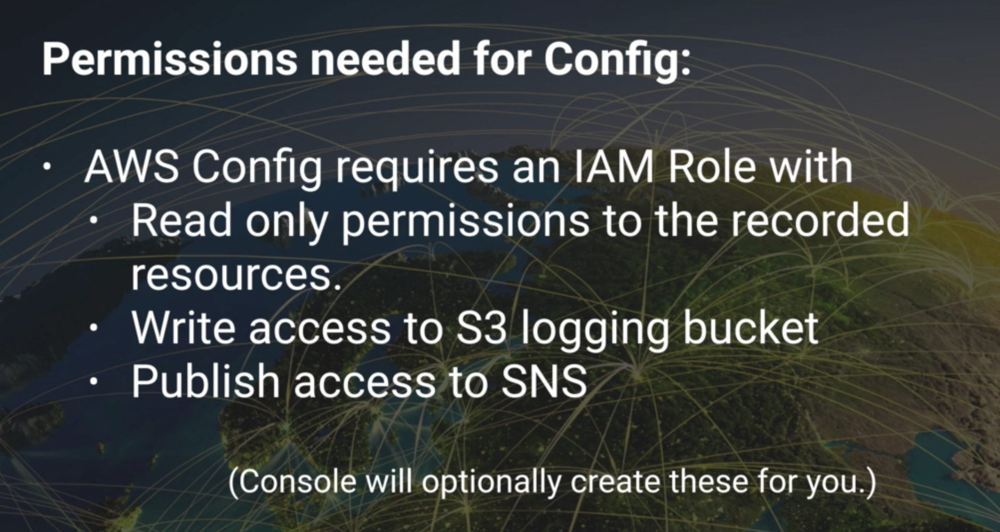 Permissions needed for Config:
• AWS Config requires an IAM Role with
• Read only permissions to the recorded
resources.
• Write access to S3 logging bucket
• Publish access to SNS
(Console will optionally create these for you.)